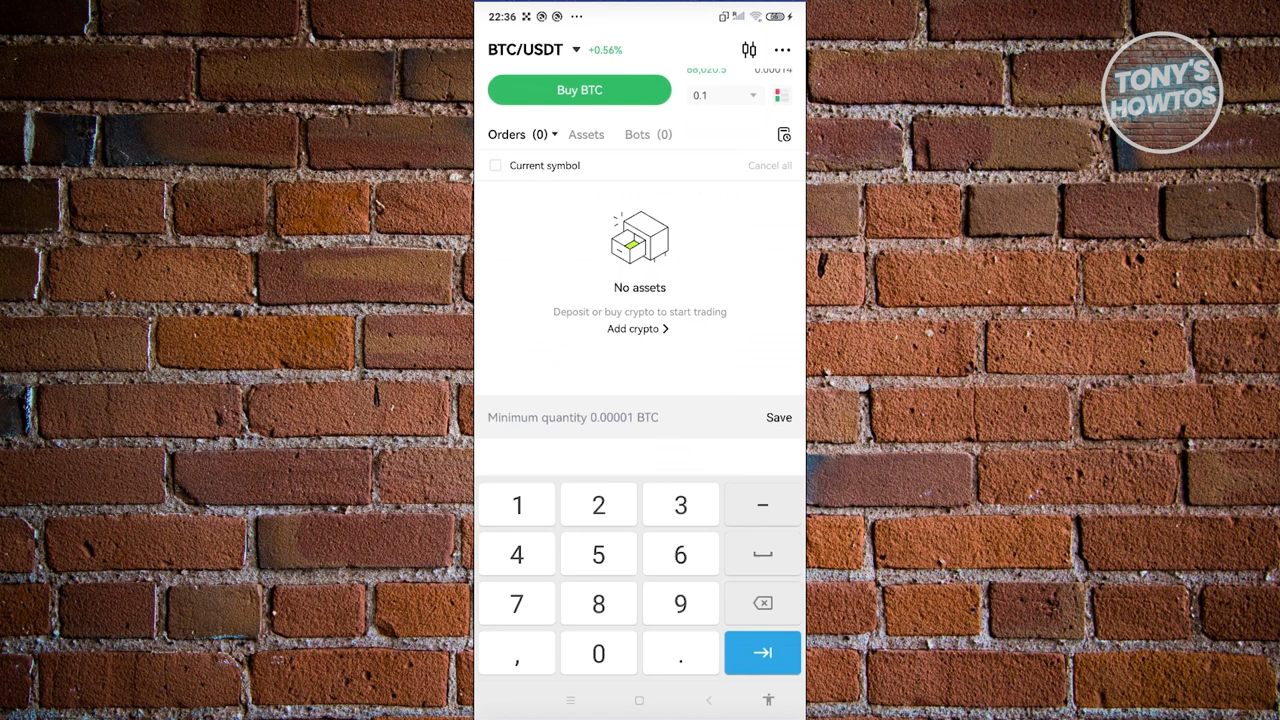 22:36
BTC/USDT +0.56%
TONY'S
HOWTOS
68,020.5 0.00014
Buy BTC
0.1
Orders (0) Assets Bots (0)
Current symbol Cancel all
No assets
Deposit or buy crypto to start trading
Add crypto
Minimum quantity 0.00001 BTC Save
1 2 3 -
4 5 6
7 8 9
, 0 .